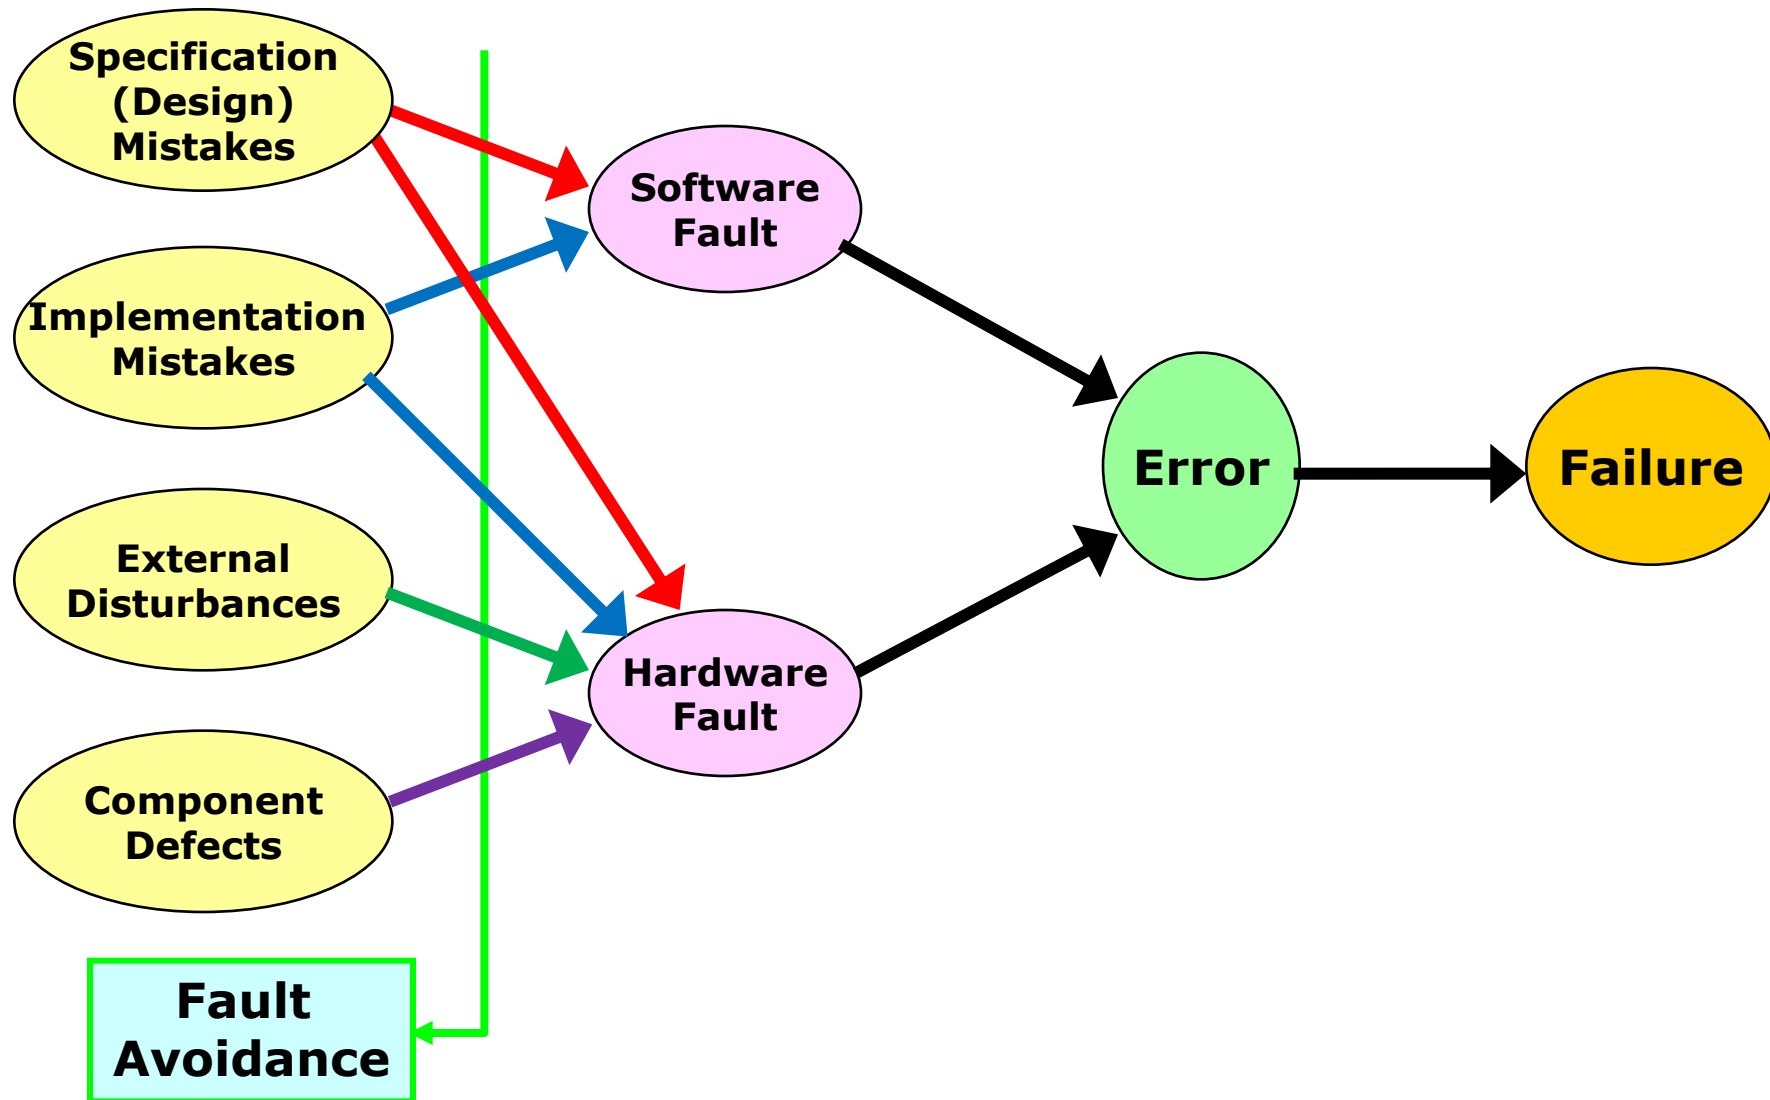 Specification
(Design)
Mistakes
Software
Fault
Implementation
Mistakes
Error
Failure
External
Disturbances
Hardware
Fault
Component
Defects
Fault
Avoidance